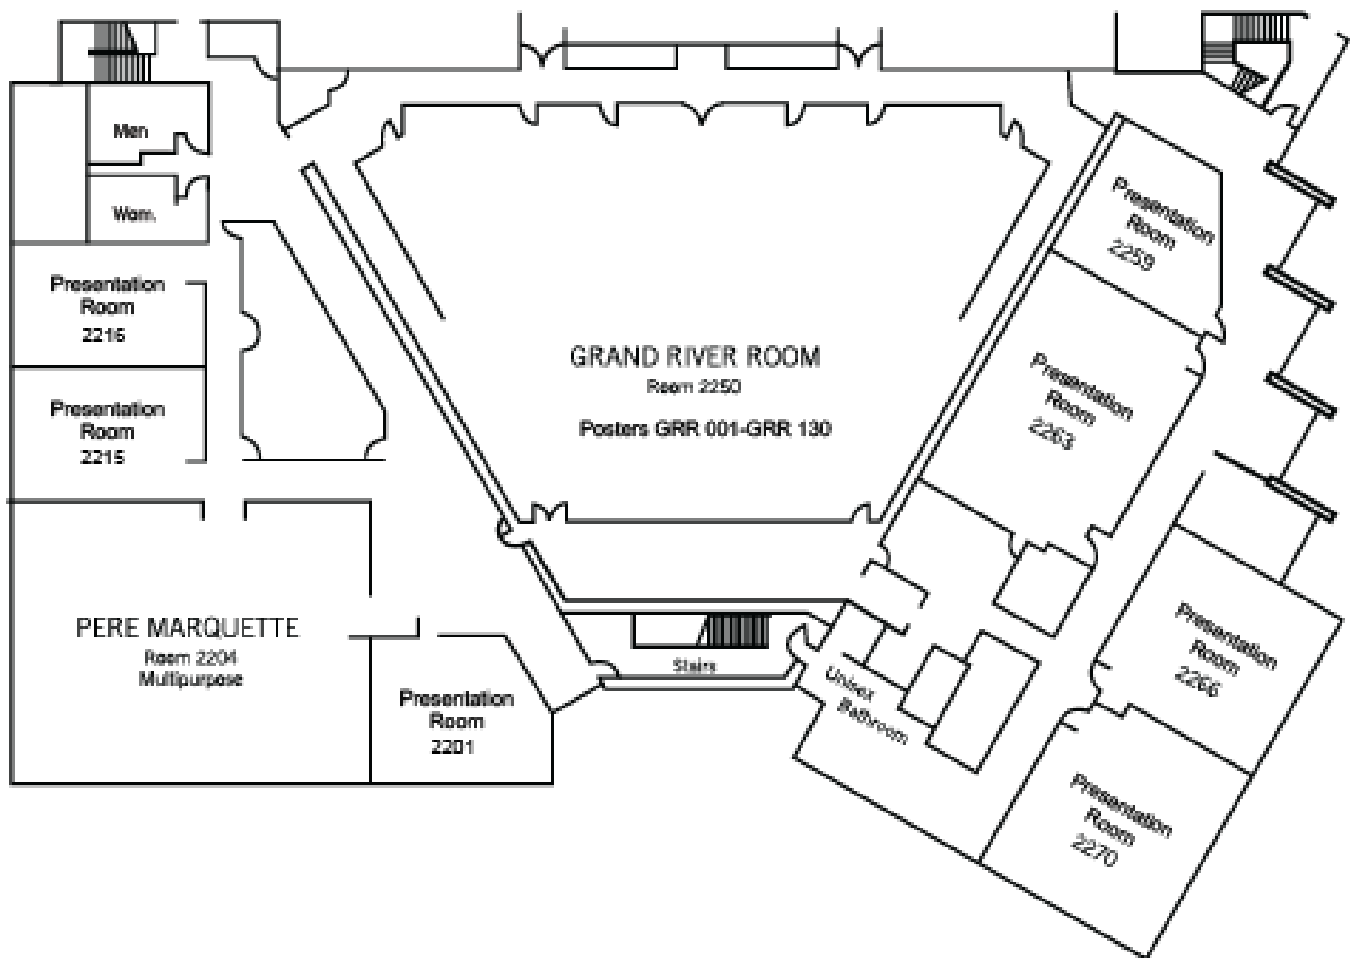 Men
Wom.
Presentation
Room
2216
Presentation
Room
2215
PERE MARQUETTE
Room 2204
Multipurpose
Presentation
Room
2201
GRAND RIVER ROOM
Room 2250
Posters GRR 001-GRR 130
Stairs
Unisex
Bathroom
Presentation
Room
2259
Presentation
Room
2263
Presentation
Room
2266
Presentation
Room
2270